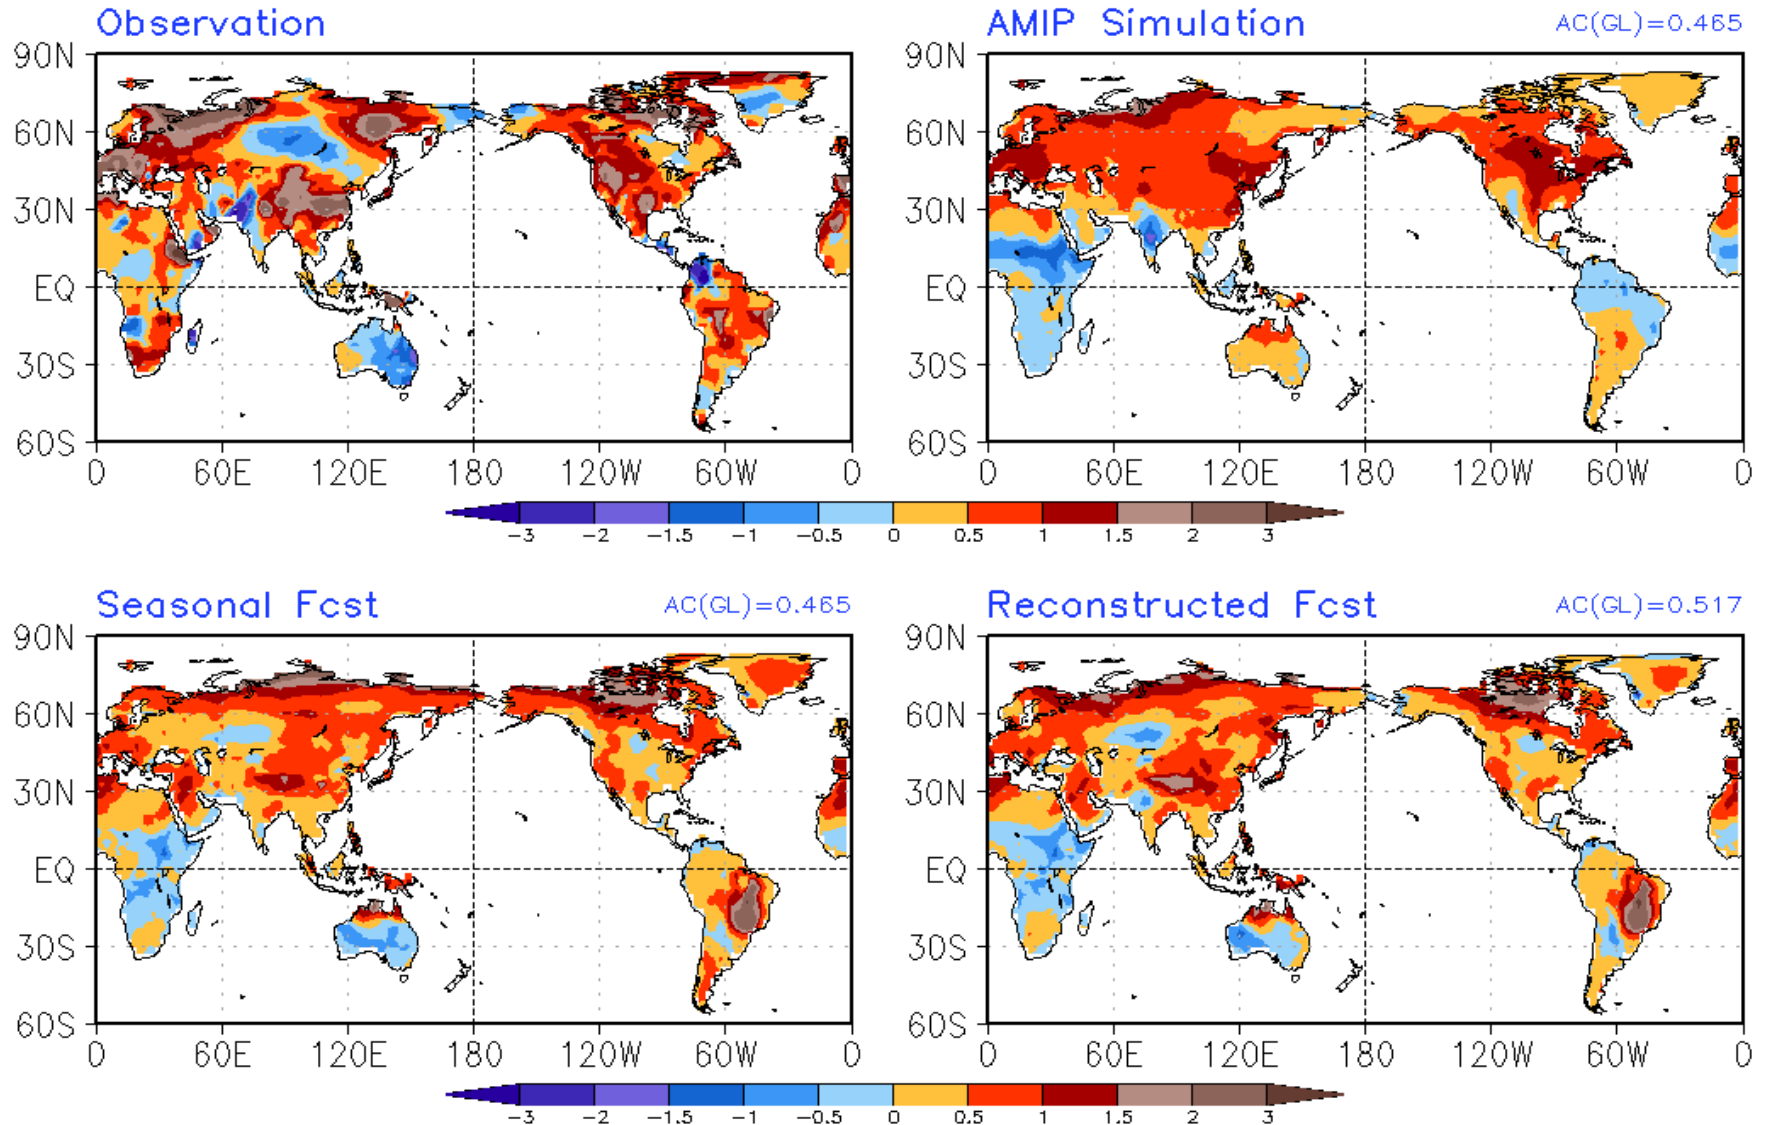 Observation
AMIP Simulation AC(GL)=0.465
90N 90N
60N 60N
30N 30N
EQ EQ
30S 30S
60S 60S
0 60E 120E 180 120W 60W 0 0 60E 120E 180 120W 60W 0
-3 -2 -1.5 -1 -0.5 0 0.5 1 1.5 2 3
Seasonal Fcst AC(GL)=0.465
Reconstructed Fcst AC(GL)=0.517
90N 90N
60N 60N
30N 30N
EQ EQ
30S 30S
60S 60S
0 60E 120E 180 120W 60W 0 0 60E 120E 180 120W 60W 0
-3 -2 -1.5 -1 -0.5 0 0.5 1 1.5 2 3